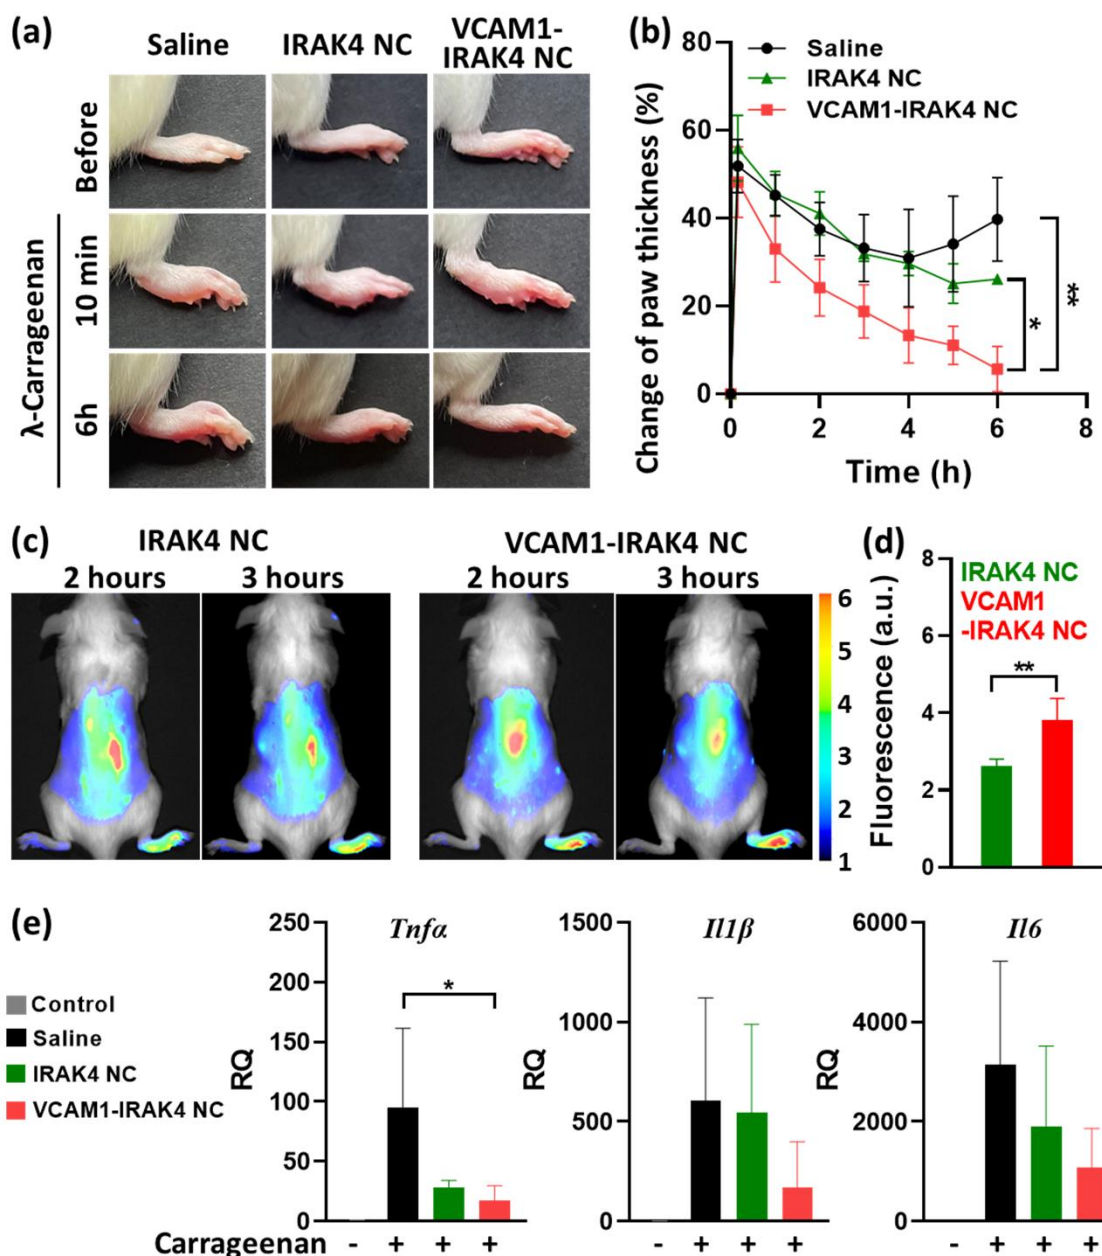 (a)
Saline
IRAK4 NC
VCAM1-
IRAK4 NC
Before
λ-Carrageenan
10 min
6h
(b)
Saline
IRAK4 NC
VCAM1-IRAK4 NC
Change of paw thickness (%)
80
60
40
20
0
0 2 4 6 8
Time (h)
*
**
(c)
IRAK4 NC
2 hours 3 hours
VCAM1-IRAK4 NC
2 hours 3 hours
6
5
4
3
2
1
(d)
Fluorescence (a.u.)
8
6
4
2
0
IRAK4 NC
VCAM1
-IRAK4 NC
**
(e)
Control
Saline
IRAK4 NC
VCAM1-IRAK4 NC
Tnfα
RQ
250
200
150
100
50
0
*
Il1β
RQ
1500
1000
500
0
Il6
RQ
6000
4000
2000
0
Carrageenan - + + + - + + + - + + +